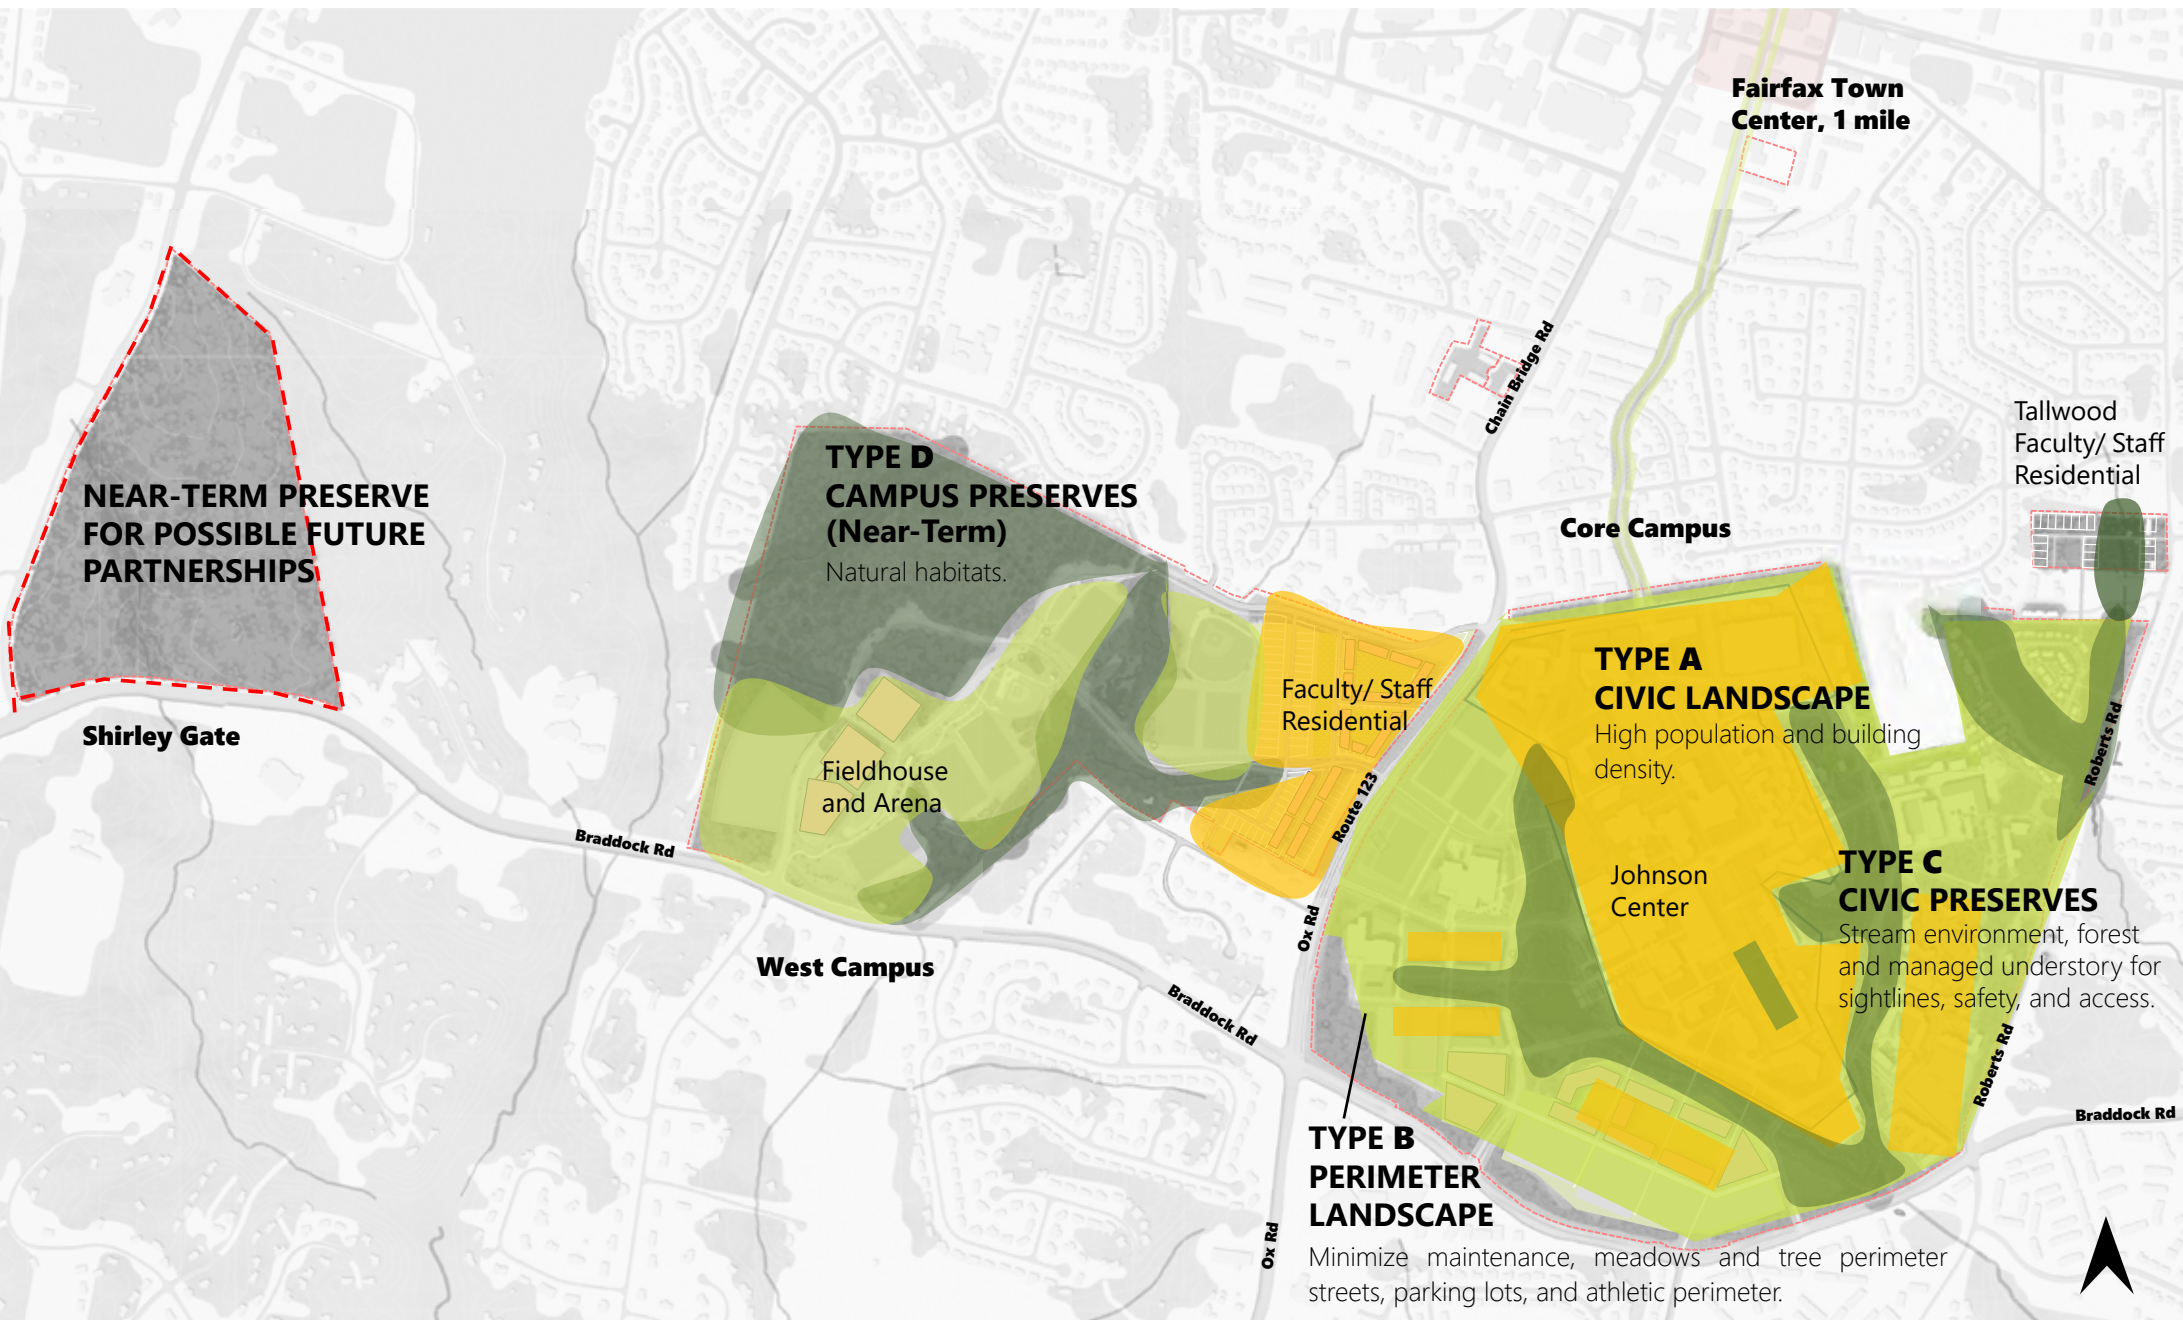 Fairfax Town
Center, 1 mile
Chain Bridge Rd
Tallwood
Faculty/ Staff
Residential
TYPE D
CAMPUS PRESERVES
(Near-Term)
Natural habitats.
NEAR-TERM PRESERVE
FOR POSSIBLE FUTURE
PARTNERSHIPS
Core Campus
TYPE A
CIVIC LANDSCAPE
High population and building
density.
Faculty/ Staff
Residential
Roberts Rd
Shirley Gate
Fieldhouse
and Arena
Route 123
Braddock Rd
Johnson
Center
TYPE C
CIVIC PRESERVES
Stream environment, forest
and managed understory for
sightlines, safety, and access.
Ox Rd
West Campus
Braddock Rd
Roberts Rd
Braddock Rd
TYPE B
PERIMETER
LANDSCAPE
Minimize maintenance, meadows and tree perimeter
streets, parking lots, and athletic perimeter.
Ox Rd